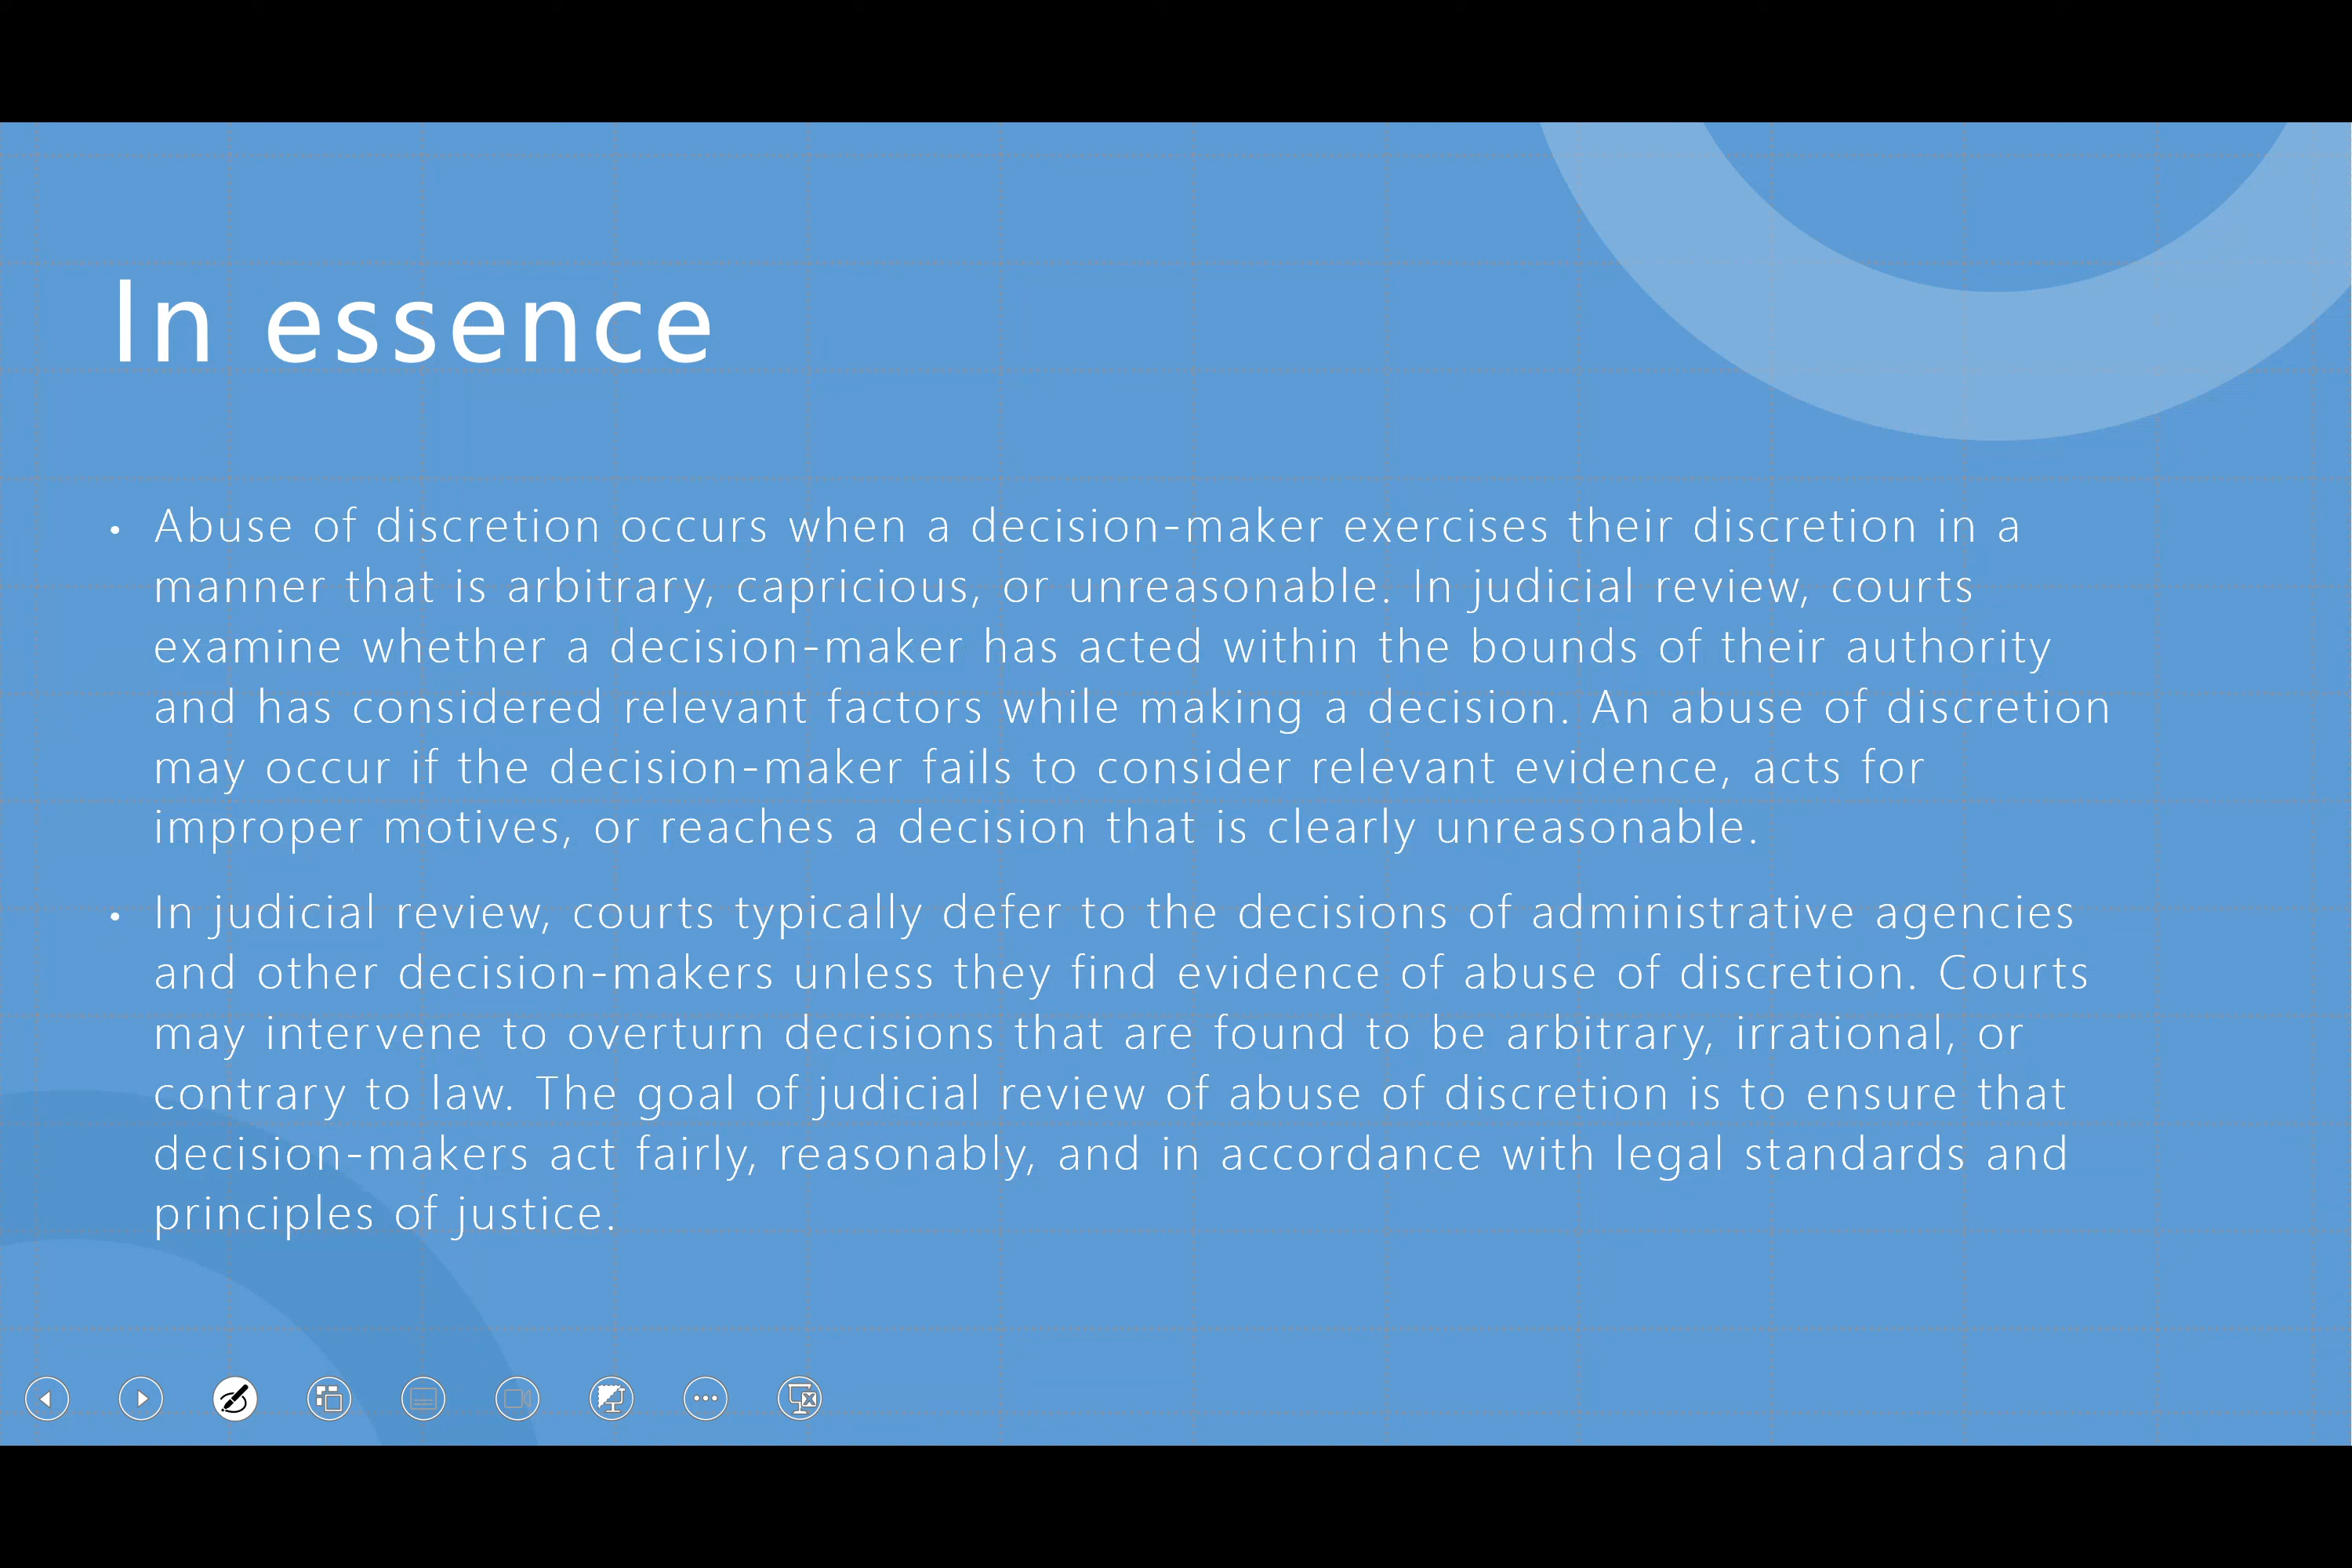 In essence
• Abuse of discretion occurs when a decision-maker exercises their discretion in a
manner that is arbitrary, capricious, or unreasonable. In judicial review, courts
examine whether a decision-maker has acted within the bounds of their authority
and has considered relevant factors while making a decision. An abuse of discretion
may occur if the decision-maker fails to consider relevant evidence, acts for
improper motives, or reaches a decision that is clearly unreasonable.
• In judicial review, courts typically defer to the decisions of administrative agencies
and other decision-makers unless they find evidence of abuse of discretion. Courts
may intervene to overturn decisions that are found to be arbitrary, irrational, or
contrary to law. The goal of judicial review of abuse of discretion is to ensure that
decision-makers act fairly, reasonably, and in accordance with legal standards and
principles of justice.